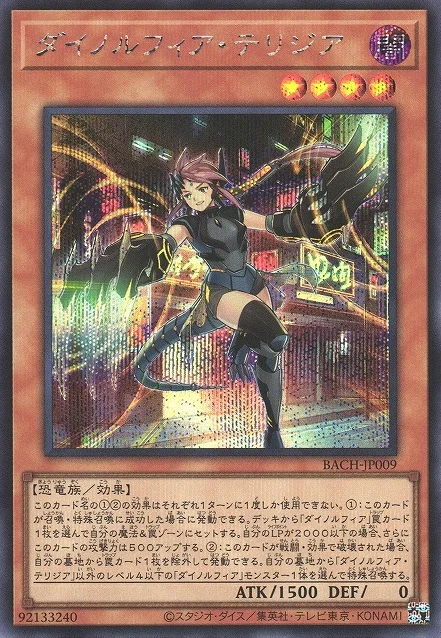 ダイノルフィア・テリジア
闇
BACH-JP009
【恐竜族/効果】
このカード名の①②の効果はそれぞれ1ターンに1度しか使用できない。①:このカード
が召喚・特殊召喚に成功した場合に発動できる。デッキから「ダイノルフィア」罠カード
1枚を選んで自分の魔法&罠ゾーンにセットする。自分のLPが2000以下の場合、さらに
このカードの攻撃力は500アップする。②:このカードが戦闘・効果で破壊された場合、
自分の墓地から罠カード1枚を除外して発動できる。自分の墓地から「ダイノルフィア・
テリジア」以外のレベル4以下の「ダイノルフィア」モンスター1体を選んで特殊召喚する。
ATK/1500 DEF/ 0
92133240
©スタジオ・ダイス/集英社・テレビ東京・KONAMI